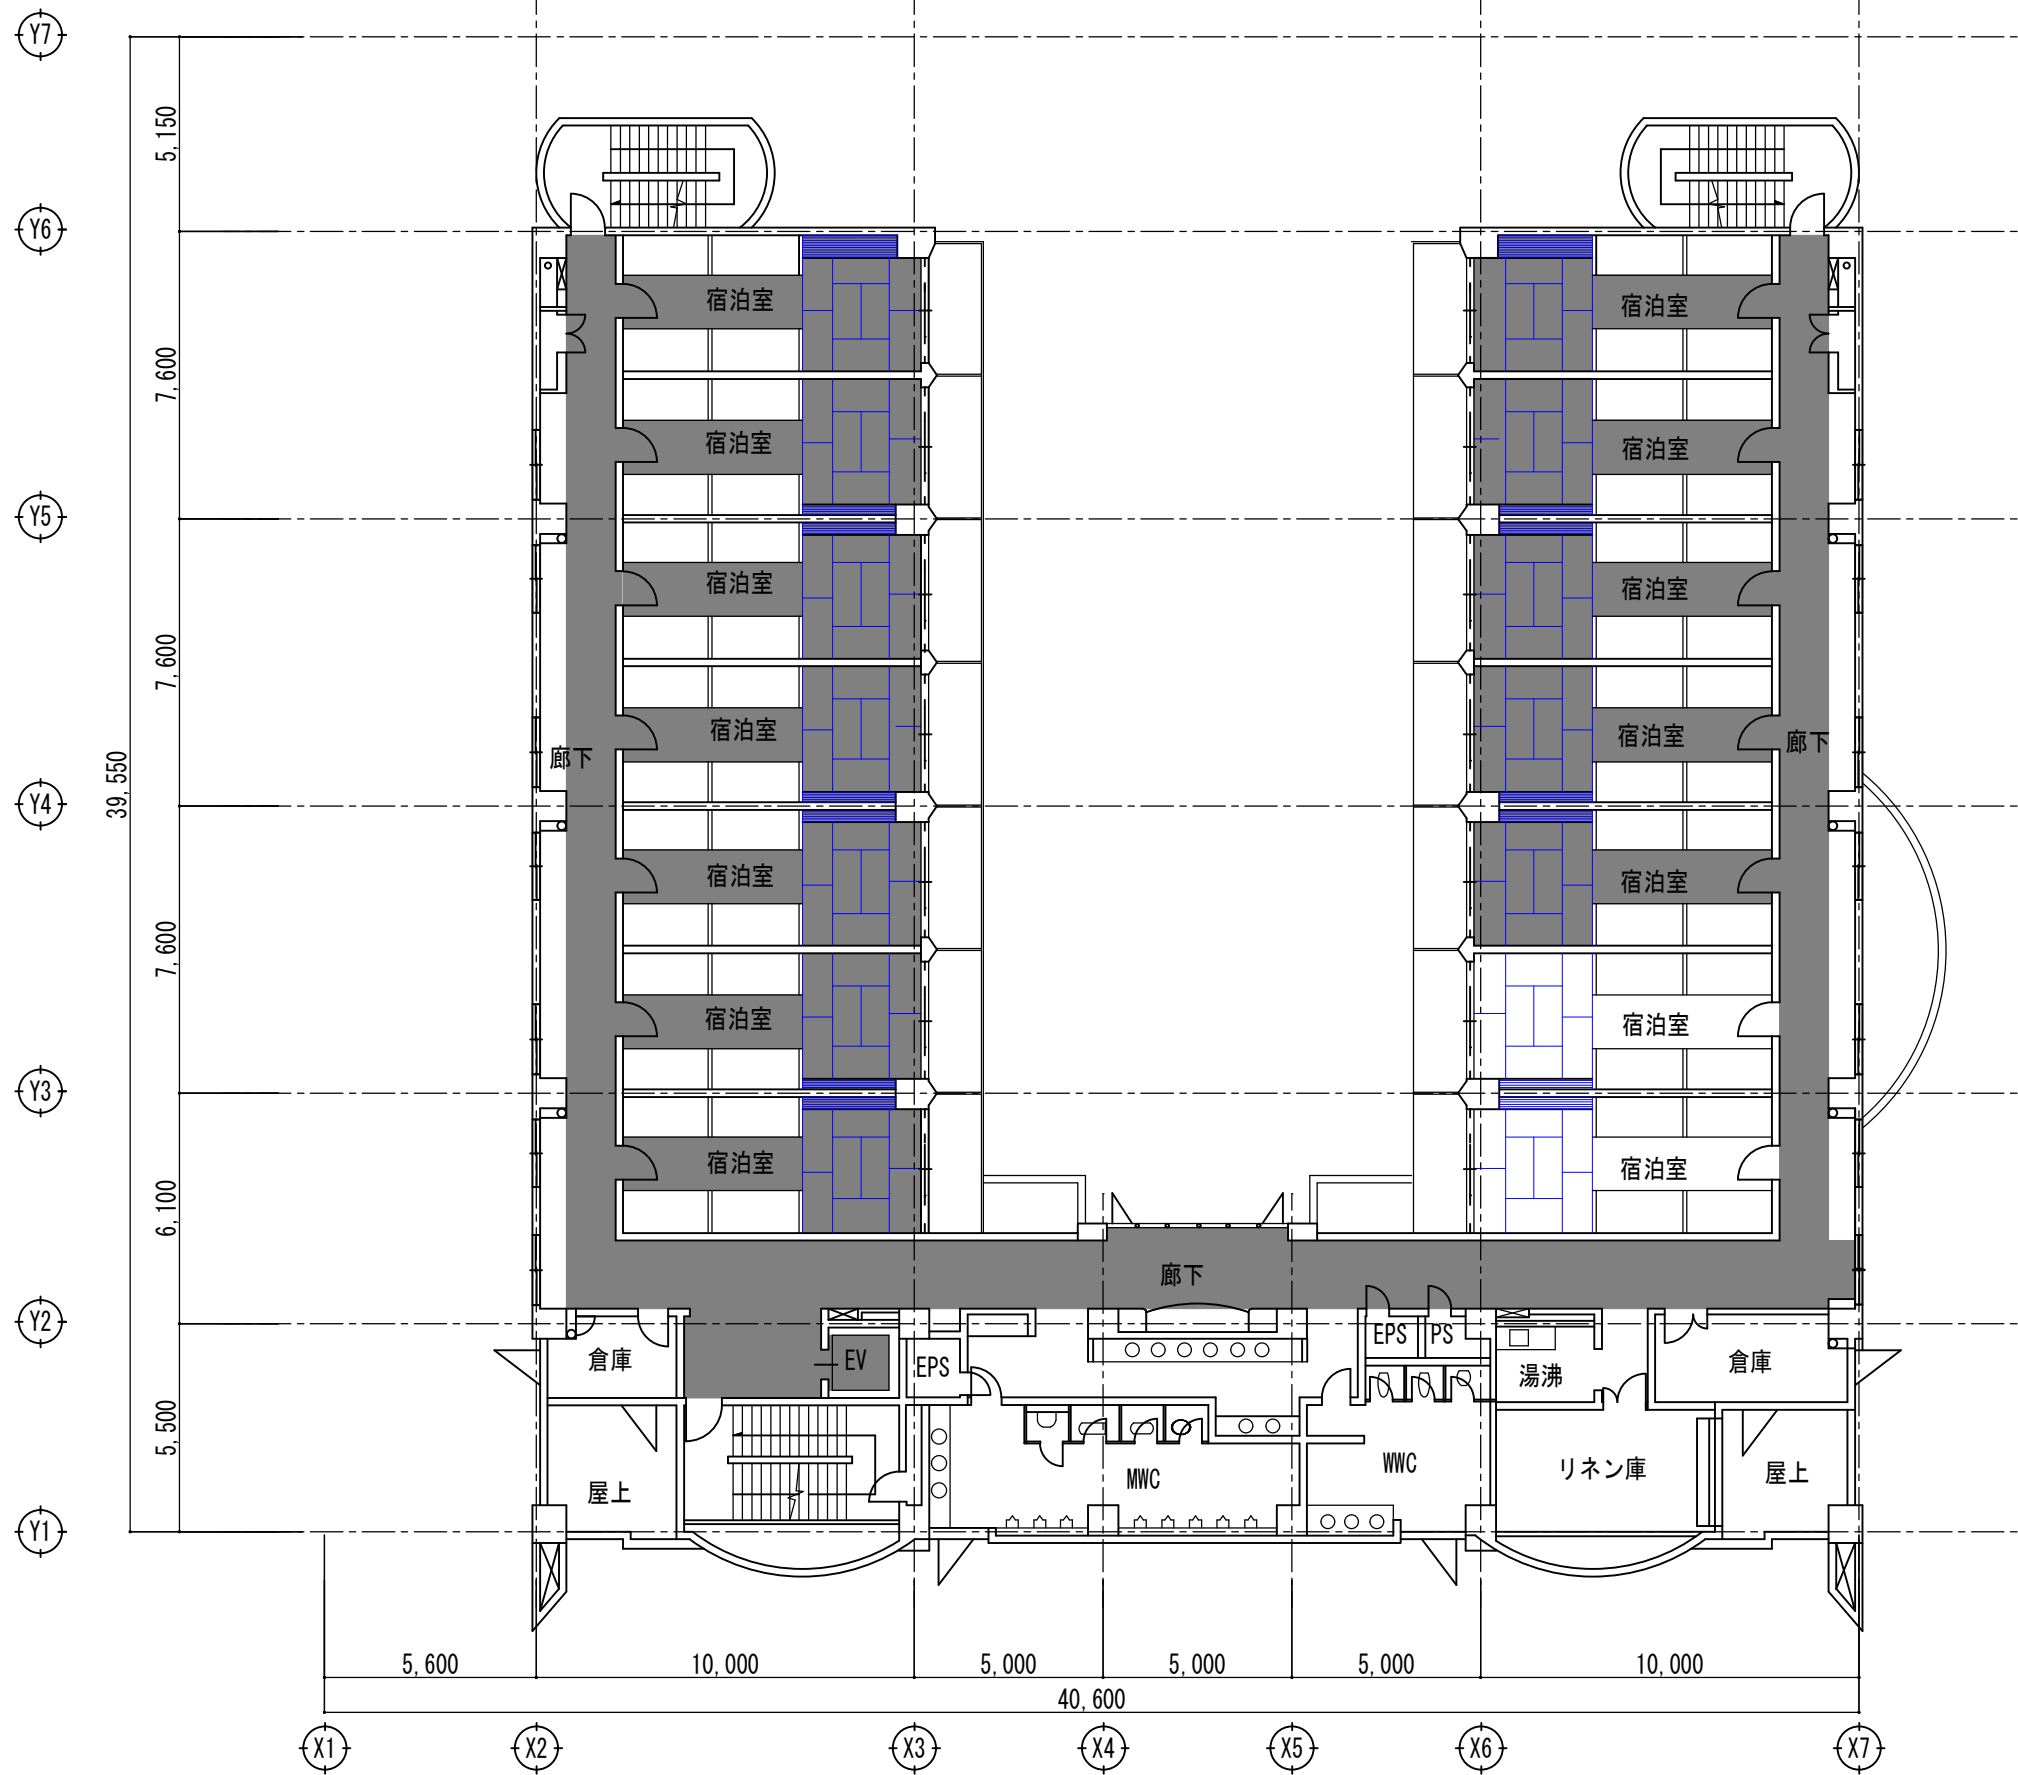 Y7
5,150
Y6
宿泊室
宿泊室
7,600
宿泊室
宿泊室
Y5
宿泊室
宿泊室
7,600
宿泊室
宿泊室
廊下
廊下
39,550
Y4
宿泊室
宿泊室
7,600
宿泊室
宿泊室
Y3
宿泊室
宿泊室
6,100
廊下
Y2
倉庫
EV
EPS
EPS
PS
湯沸
倉庫
5,500
屋上
MWC
WWC
リネン庫
屋上
Y1
5,600
10,000
5,000
5,000
5,000
10,000
40,600
X1
X2
X3
X4
X5
X6
X7